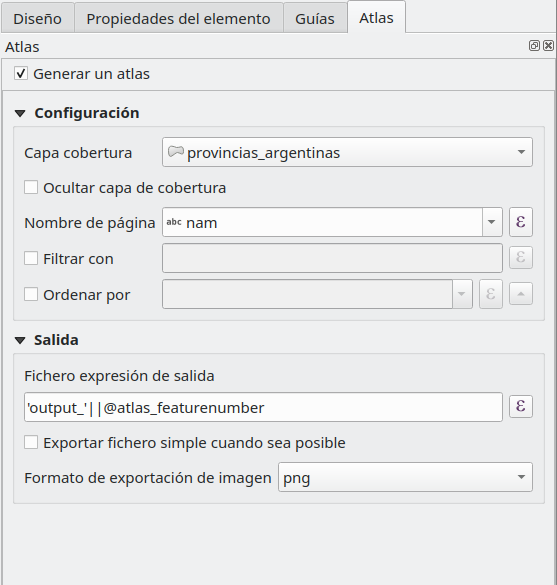 Diseño Propiedades del elemento Guías Atlas
Atlas
Generar un atlas
Configuración
Capa cobertura provincias_argentinas
Ocultar capa de cobertura
Nombre de página abc nam ε
Filtrar con ε
Ordenar por ε
Salida
Fichero expresión de salida
'output_'||@atlas_featurenumber ε
Exportar fichero simple cuando sea posible
Formato de exportación de imagen png